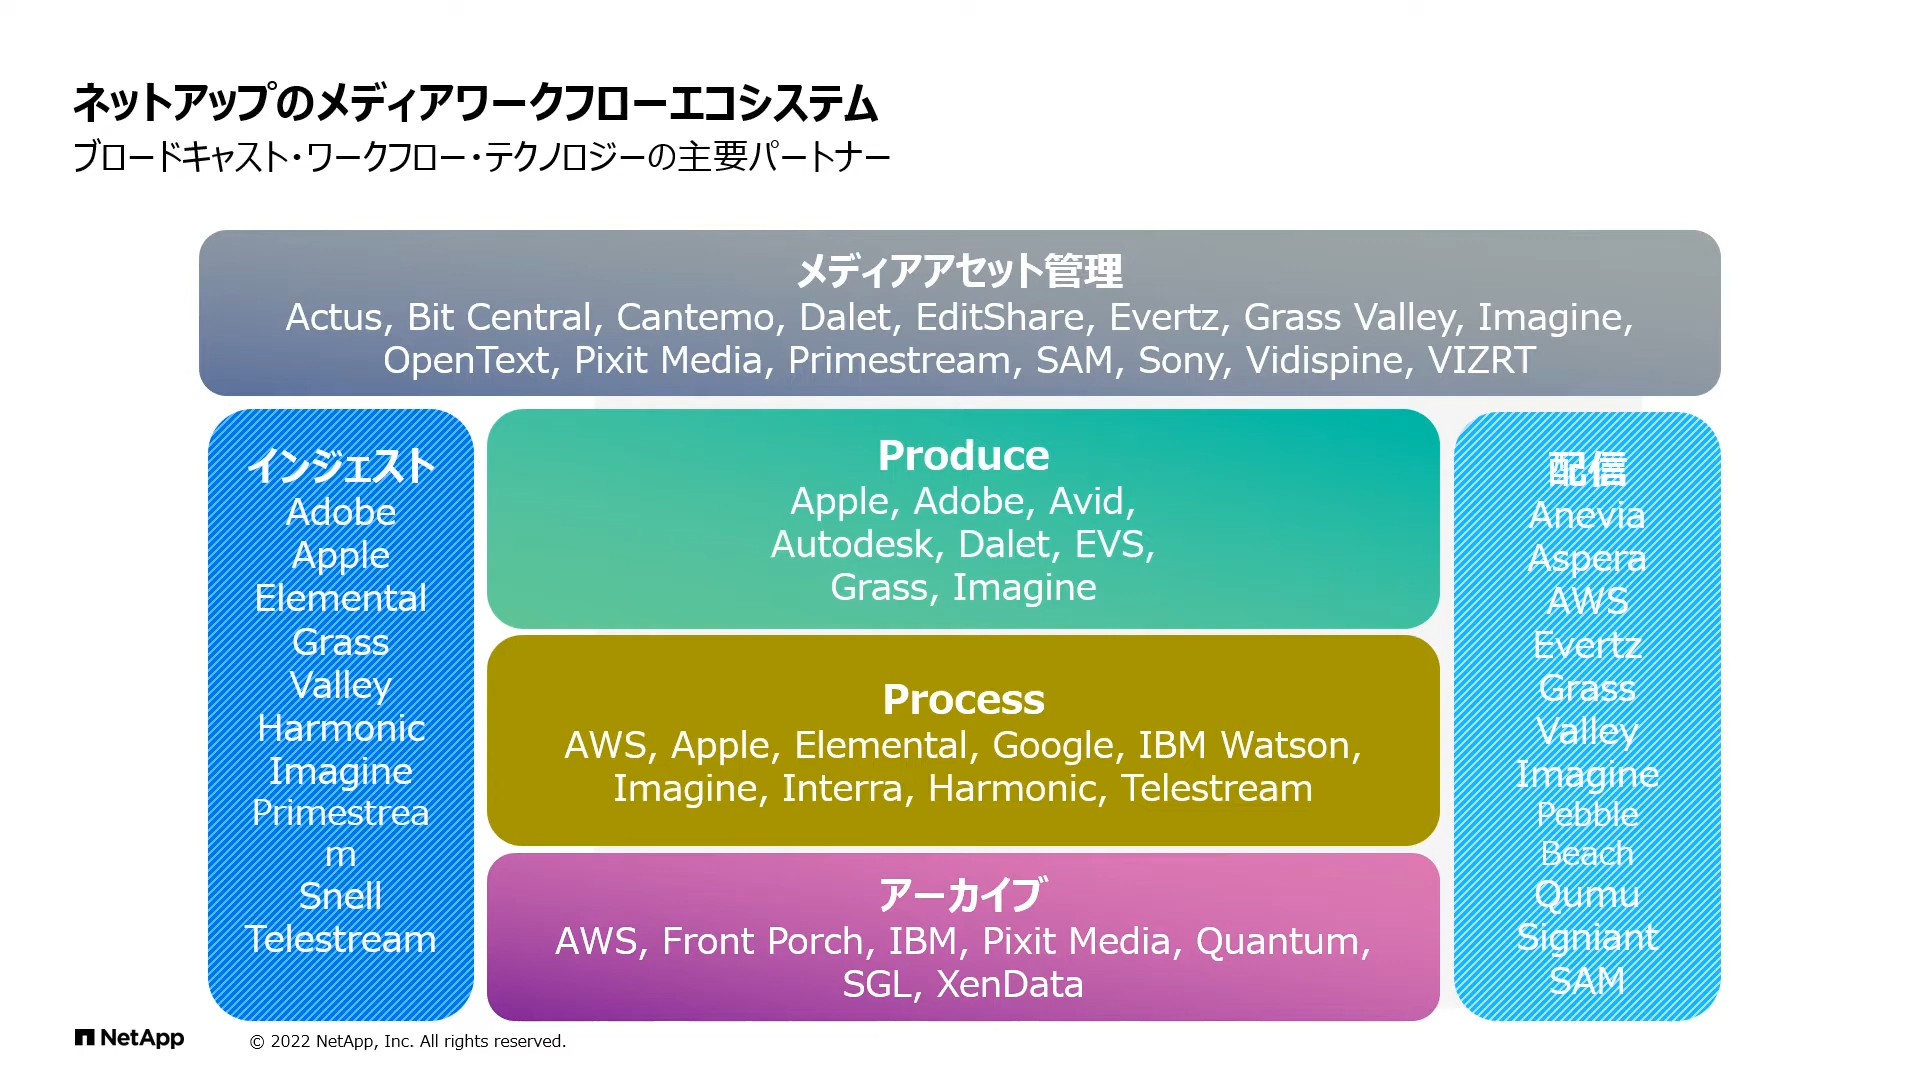 ネットアップのメディアワークフローエコシステム
ブロードキャスト・ワークフロー・テクノロジーの主要パートナー
メディアアセット管理
Actus, Bit Central, Cantemo, Dalet, EditShare, Evertz, Grass Valley, Imagine,
OpenText, Pixit Media, Primestream, SAM, Sony, Vidispine, VIZRT
インジェスト
Adobe
Apple
Elemental
Grass
Valley
Harmonic
Imagine
Primestrea
m
Snell
Telestream
Produce
Apple, Adobe, Avid,
Autodesk, Dalet, EVS,
Grass, Imagine
Process
AWS, Apple, Elemental, Google, IBM Watson,
Imagine, Interra, Harmonic, Telestream
アーカイブ
AWS, Front Porch, IBM, Pixit Media, Quantum,
SGL, XenData
配信
Anevia
Aspera
AWS
Evertz
Grass
Valley
Imagine
Pebble
Beach
Qumu
Signiant
SAM
NetApp
© 2022 NetApp, Inc. All rights reserved.